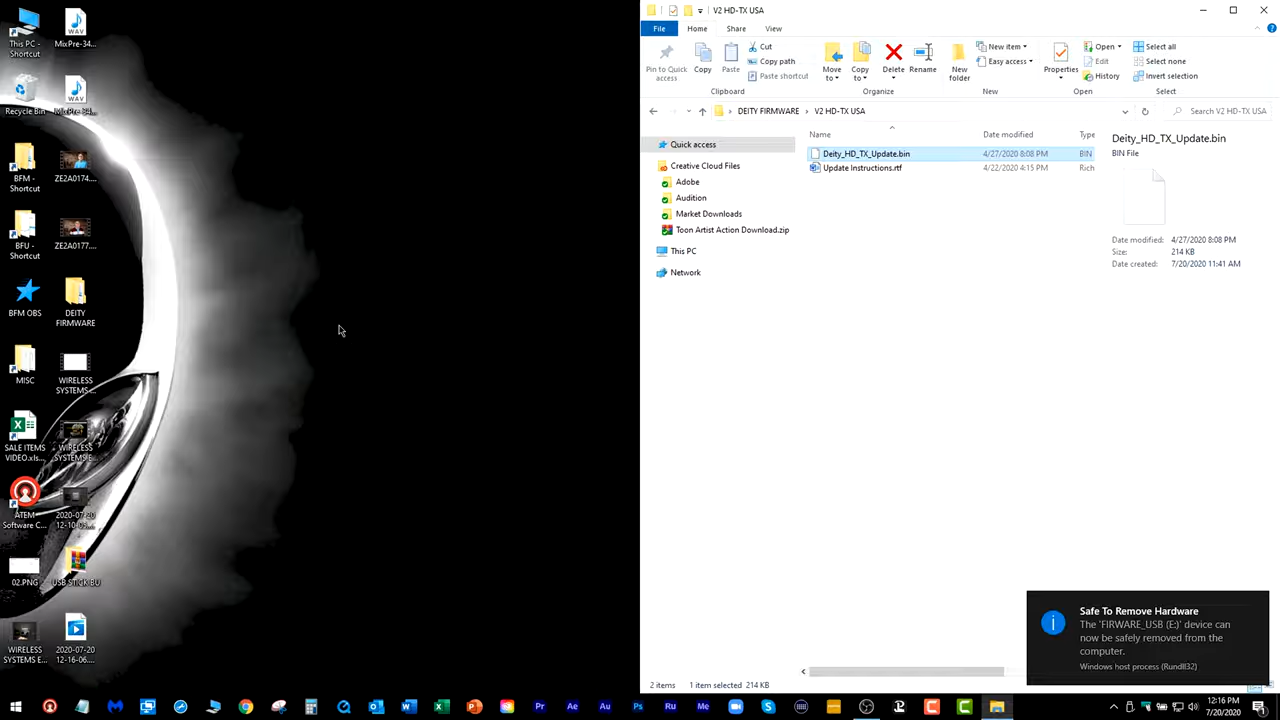 V2 HD-TX USA
File
Home
Share
View
Pin to Quick access
Copy
Paste
Cut
Copy path
Paste shortcut
Clipboard
Move to
Copy to
Delete
Rename
Organize
New folder
New item
Easy access
New
Properties
Open
Edit
History
Open
Select all
Select none
Invert selection
Select
DEITY FIRMWARE
V2 HD-TX USA
Search V2 HD-TX USA
Quick access
Creative Cloud Files
Adobe
Audition
Market Downloads
Toon Artist Action Download.zip
This PC
Network
Name
Date modified
Type
Deity_HD_TX_Update.bin
4/27/2020 8:08 PM
BIN
Update Instructions.rtf
4/22/2020 4:15 PM
Rich
Deity_HD_TX_Update.bin
BIN File
Date modified:
4/27/2020 8:08 PM
Size:
214 KB
Date created:
7/20/2020 11:41 AM
2 items
1 item selected 214 KB
Safe To Remove Hardware
The 'FIRWARE_USB (E:)' device can
now be safely removed from the
computer.
Windows host process (Rundll32)
This PC -
Shortcut
WAV
MixPre-34...
Recycle Bin
WAV
BFM -
Shortcut
ZE2A0174....
BFU -
Shortcut
ZE2A0177....
BFM OBS
DEITY
FIRMWARE
MISC
WIRELESS
SYSTEMS ...
SALE ITEMS
VIDEO.xls...
WIRELESS
SYSTEMS E...
ATEM
Software C...
2020-07-20
02.PNG
USB STICK BU
WIRELESS
SYSTEMS E...
2020-07-20
12-16-06....
Pr
Ae
Au
Ps
Ru
Me
12:16 PM
7/20/2020